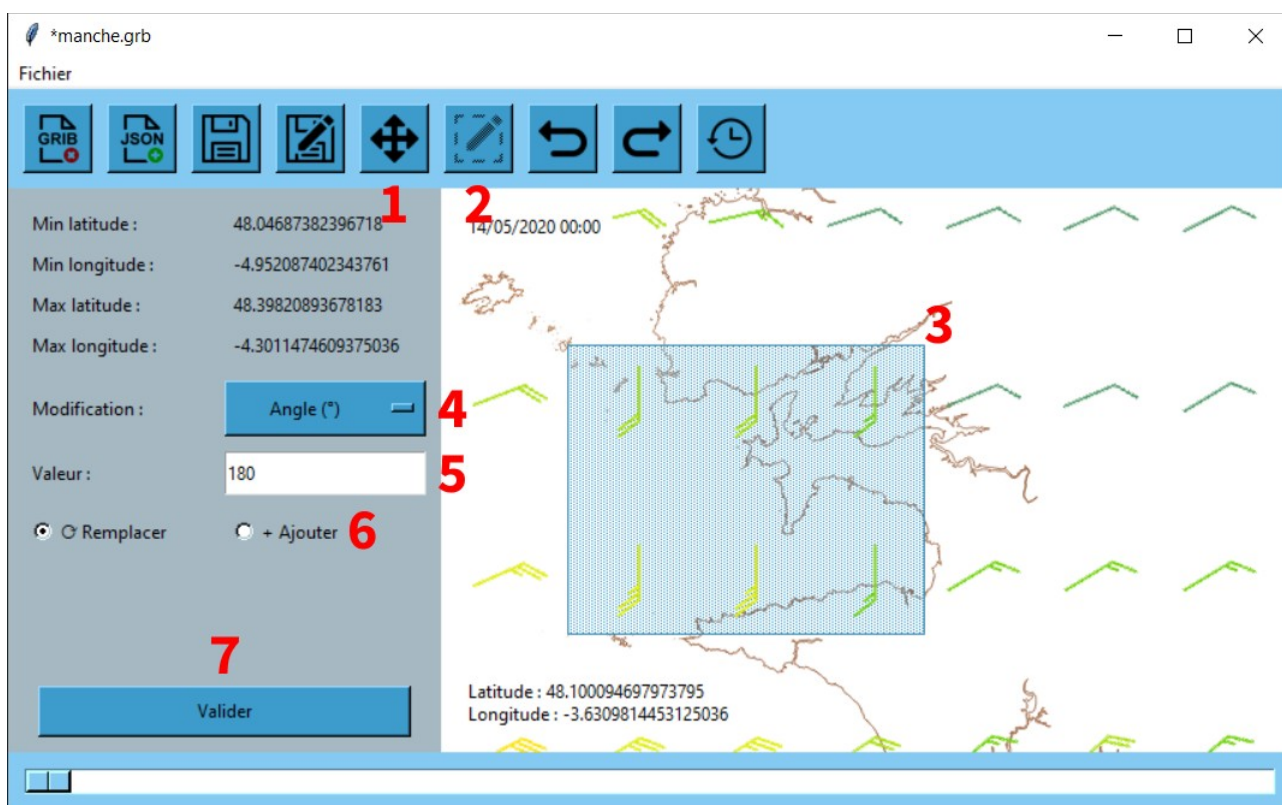 *manche.grb
Fichier
GRIB JSON
1 2
Min latitude : 48.04687382396718
14/05/2020 00:00
Min longitude : -4.952087402343761
Max latitude : 48.39820893678183
3
Max longitude : -4.3011474609375036
Modification : Angle (°) 4
Valeur : 180 5
⟳ Remplacer + Ajouter 6
7
Valider
Latitude : 48.100094697973795
Longitude : -3.6309814453125036